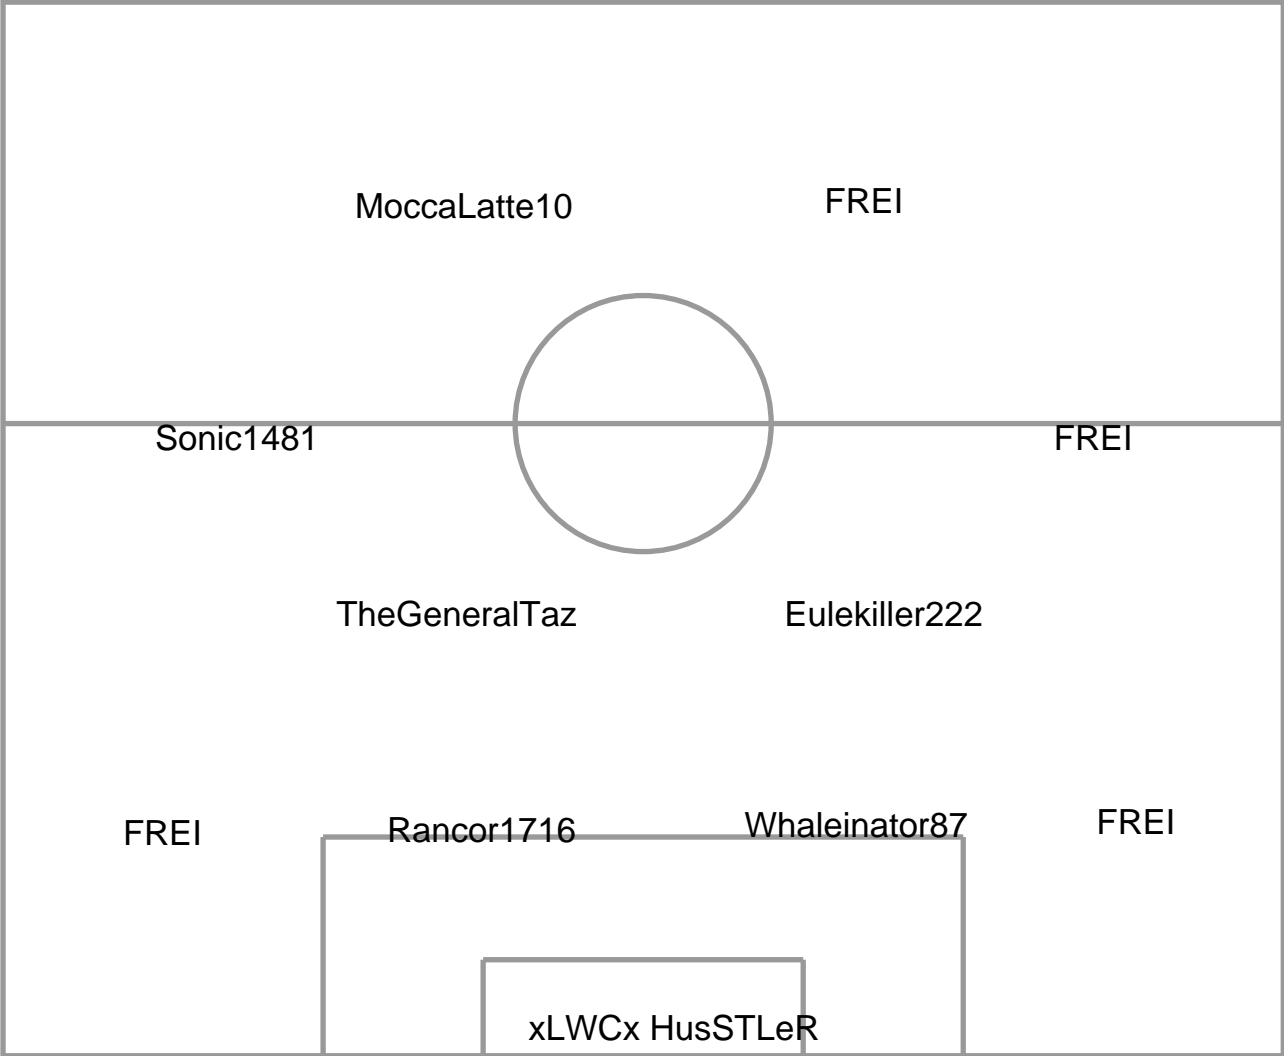 MoccaLatte10 FREI
Sonic1481 FREI
TheGeneralTaz Eulekiller222
FREI Rancor1716 Whaleinator87 FREI
xLWCx HusSTLeR